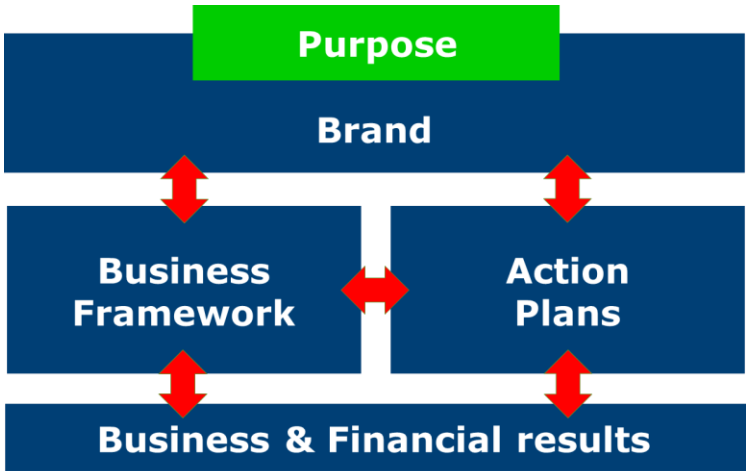 Purpose
Brand
Business
Framework
Action
Plans
Business & Financial results